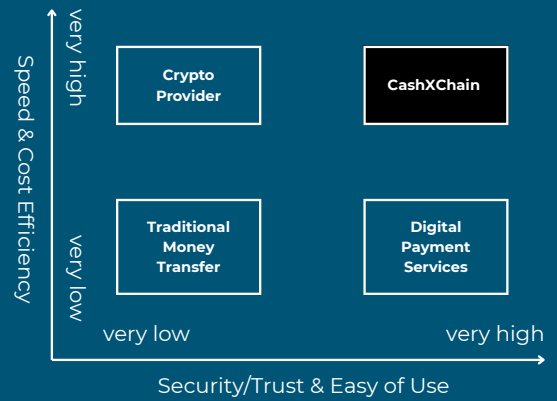 Speed & Cost Efficiency
very high
very low
Crypto
Provider
CashXChain
Traditional
Money
Transfer
Digital
Payment
Services
very low
very high
Security/Trust & Easy of Use